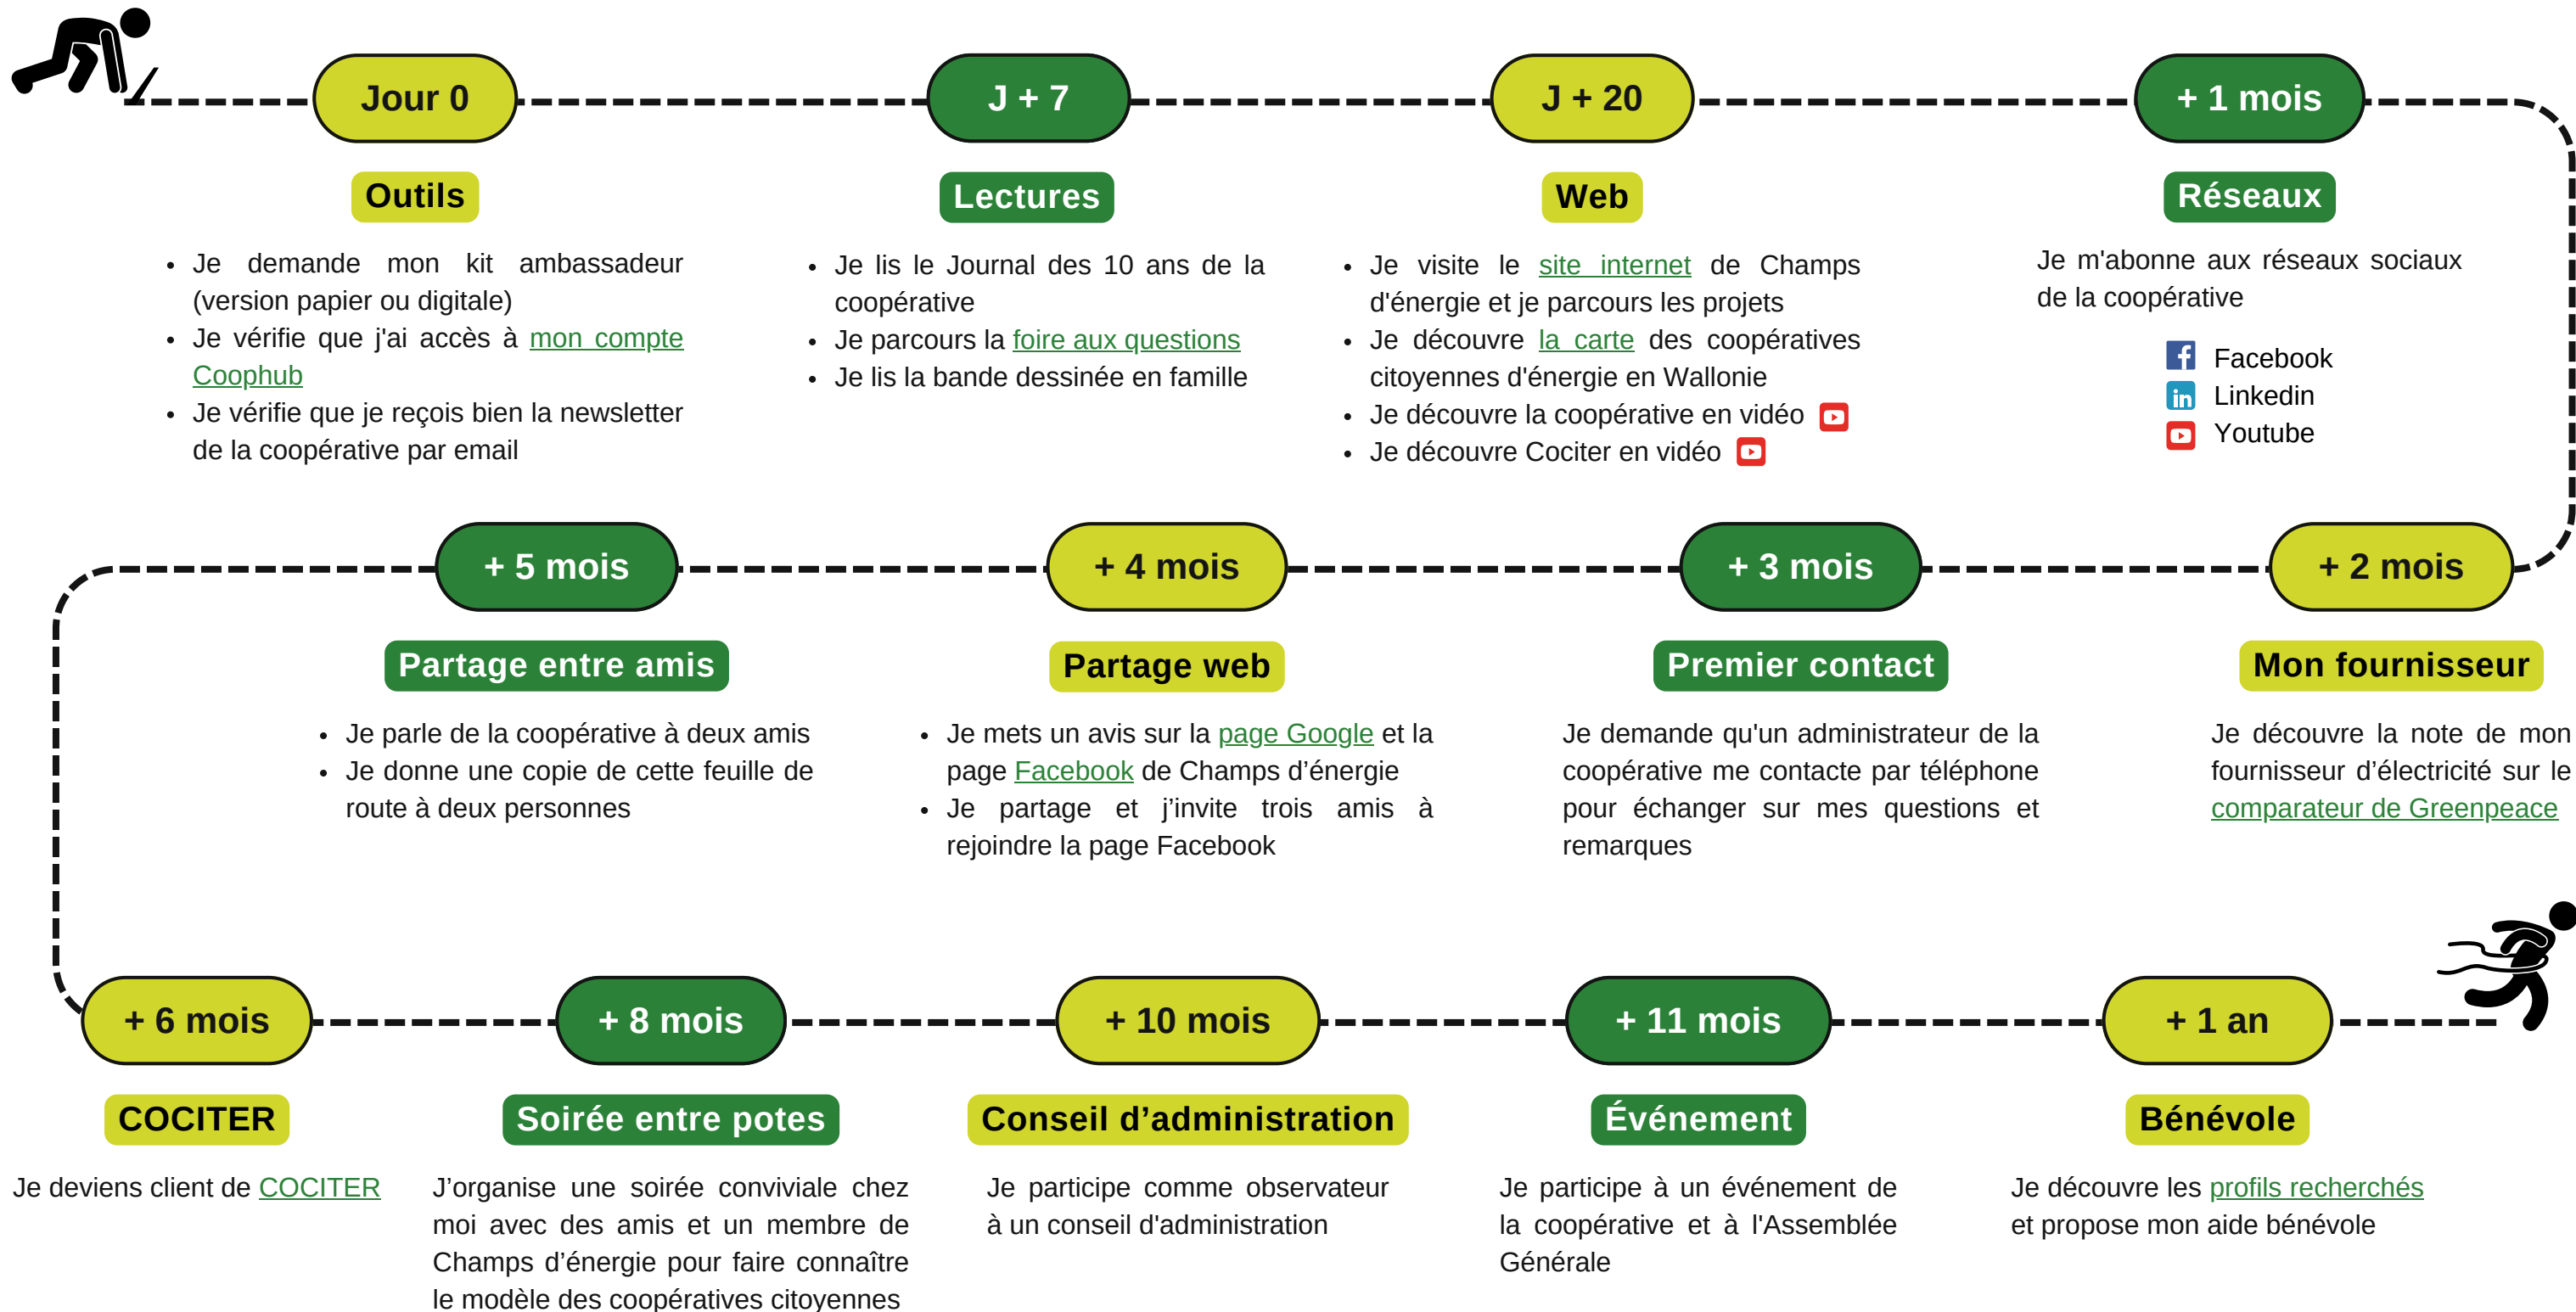 Jour 0
Outils
• Je demande mon kit ambassadeur
(version papier ou digitale)
• Je vérifie que j'ai accès à mon compte
Coophub
• Je vérifie que je reçois bien la newsletter
de la coopérative par email
J + 7
Lectures
• Je lis le Journal des 10 ans de la
coopérative
• Je parcours la foire aux questions
• Je lis la bande dessinée en famille
J + 20
Web
• Je visite le site internet de Champs
d'énergie et je parcours les projets
• Je découvre la carte des coopératives
citoyennes d'énergie en Wallonie
• Je découvre la coopérative en vidéo
• Je découvre Cociter en vidéo
+ 1 mois
Réseaux
Je m'abonne aux réseaux sociaux
de la coopérative
Facebook
Linkedin
Youtube
+ 2 mois
Mon fournisseur
Je découvre la note de mon
fournisseur d’électricité sur le
comparateur de Greenpeace
+ 3 mois
Premier contact
Je demande qu'un administrateur de la
coopérative me contacte par téléphone
pour échanger sur mes questions et
remarques
+ 4 mois
Partage web
• Je mets un avis sur la page Google et la
page Facebook de Champs d’énergie
• Je partage et j’invite trois amis à
rejoindre la page Facebook
+ 5 mois
Partage entre amis
• Je parle de la coopérative à deux amis
• Je donne une copie de cette feuille de
route à deux personnes
+ 6 mois
COCITER
Je deviens client de COCITER
+ 8 mois
Soirée entre potes
J’organise une soirée conviviale chez
moi avec des amis et un membre de
Champs d’énergie pour faire connaître
le modèle des coopératives citoyennes
+ 10 mois
Conseil d’administration
Je participe comme observateur
à un conseil d'administration
+ 11 mois
Événement
Je participe à un événement de
la coopérative et à l'Assemblée
Générale
+ 1 an
Bénévole
Je découvre les profils recherchés
et propose mon aide bénévole